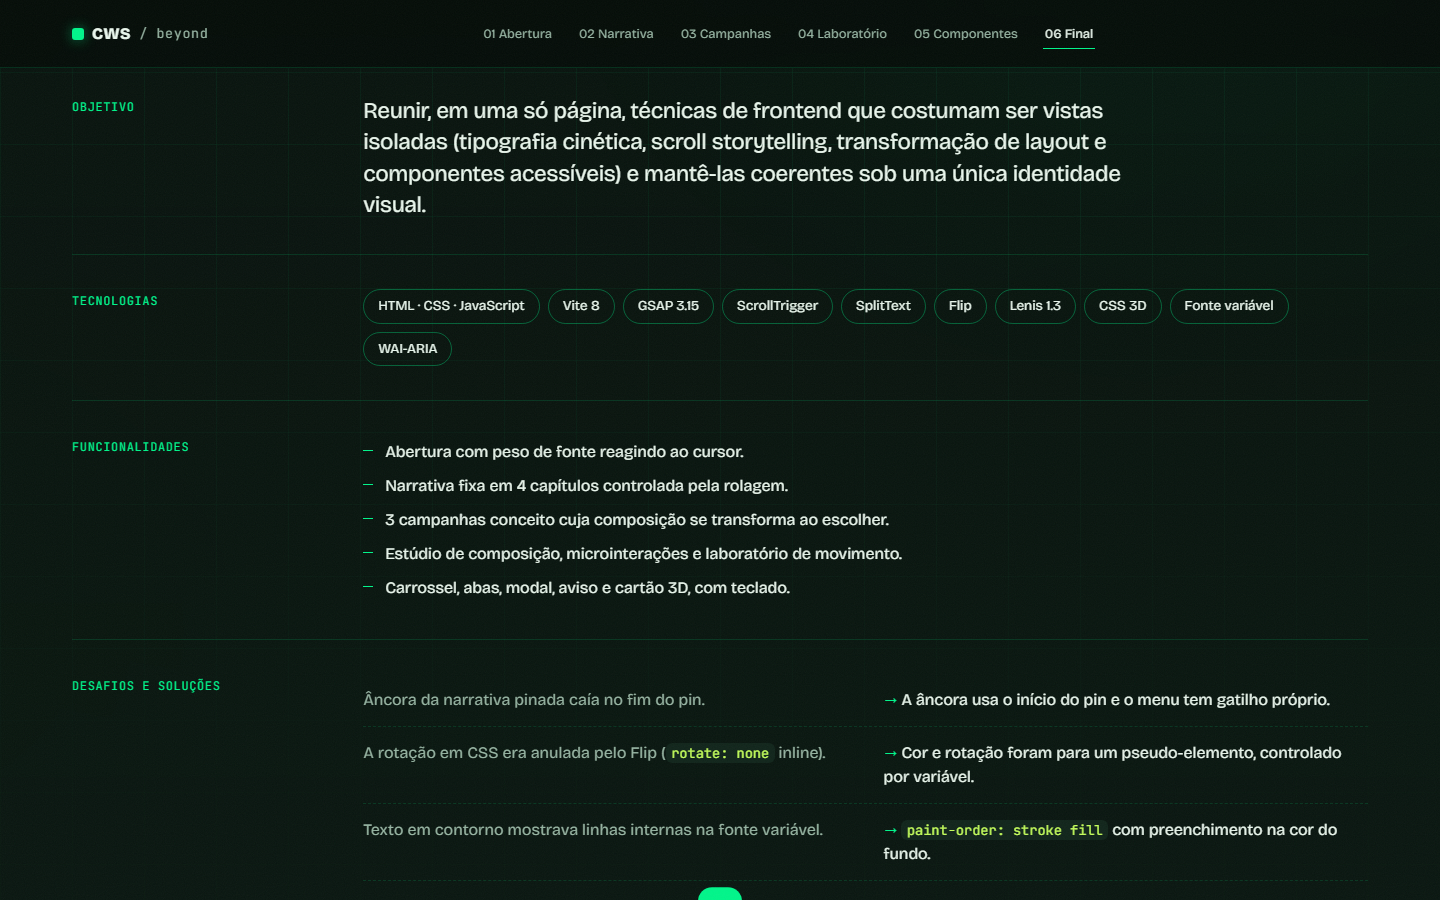 CWS / beyond
01 Abertura 02 Narrativa 03 Campanhas 04 Laboratório 05 Componentes 06 Final
OBJETIVO
Reunir, em uma só página, técnicas de frontend que costumam ser vistas
isoladas (tipografia cinética, scroll storytelling, transformação de layout e
componentes acessíveis) e mantê-las coerentes sob uma única identidade
visual.
TECNOLOGIAS
HTML · CSS · JavaScript Vite 8 GSAP 3.15 ScrollTrigger SplitText Flip Lenis 1.3 CSS 3D Fonte variável
WAI-ARIA
FUNCIONALIDADES
— Abertura com peso de fonte reagindo ao cursor.
— Narrativa fixa em 4 capítulos controlada pela rolagem.
— 3 campanhas conceito cuja composição se transforma ao escolher.
— Estúdio de composição, microinterações e laboratório de movimento.
— Carrossel, abas, modal, aviso e cartão 3D, com teclado.
DESAFIOS E SOLUÇÕES
Âncora da narrativa pinada caía no fim do pin.
→ A âncora usa o início do pin e o menu tem gatilho próprio.
A rotação em CSS era anulada pelo Flip (rotate: none inline).
→ Cor e rotação foram para um pseudo-elemento, controlado
por variável.
Texto em contorno mostrava linhas internas na fonte variável.
→ paint-order: stroke fill com preenchimento na cor do
fundo.